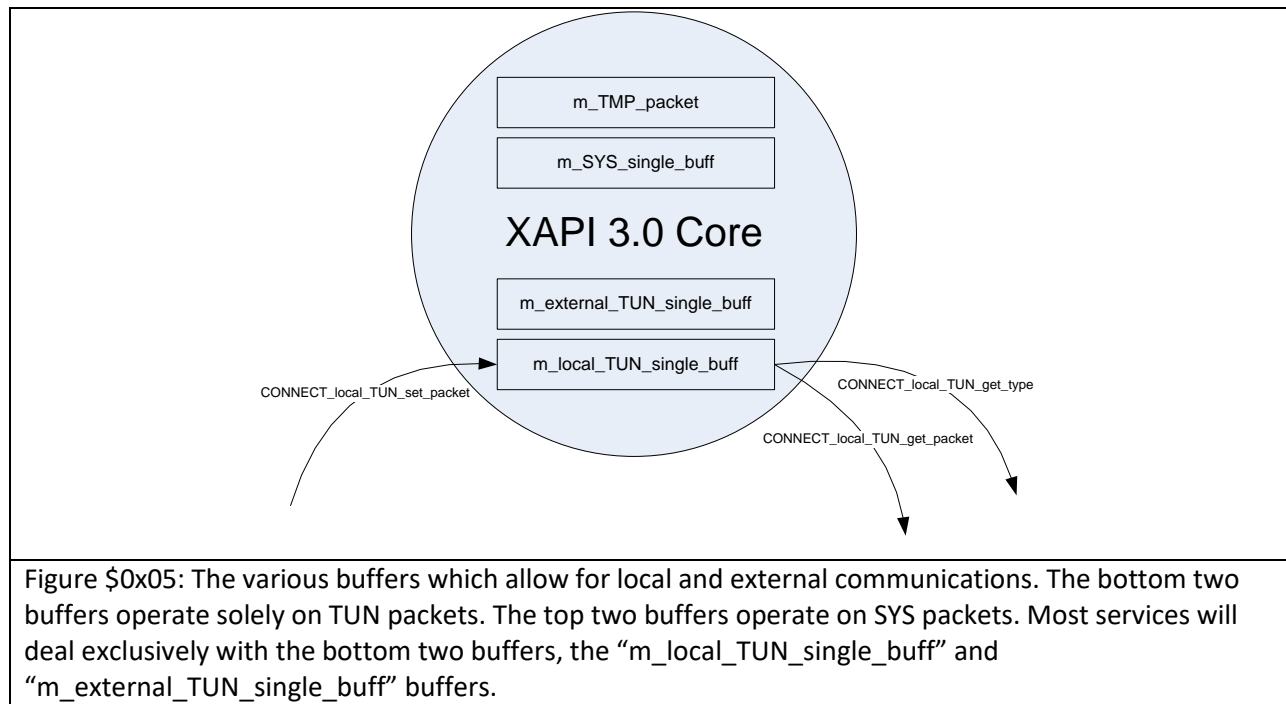 m_TMP_packet
m_SYS_single_buff
XAPI 3.0 Core
m_external_TUN_single_buff
m_local_TUN_single_buff
CONNECT_local_TUN_set_packet
CONNECT_local_TUN_get_type
CONNECT_local_TUN_get_packet
Figure $0x05: The various buffers which allow for local and external communications. The bottom two
buffers operate solely on TUN packets. The top two buffers operate on SYS packets. Most services will
deal exclusively with the bottom two buffers, the “m_local_TUN_single_buff” and
“m_external_TUN_single_buff” buffers.